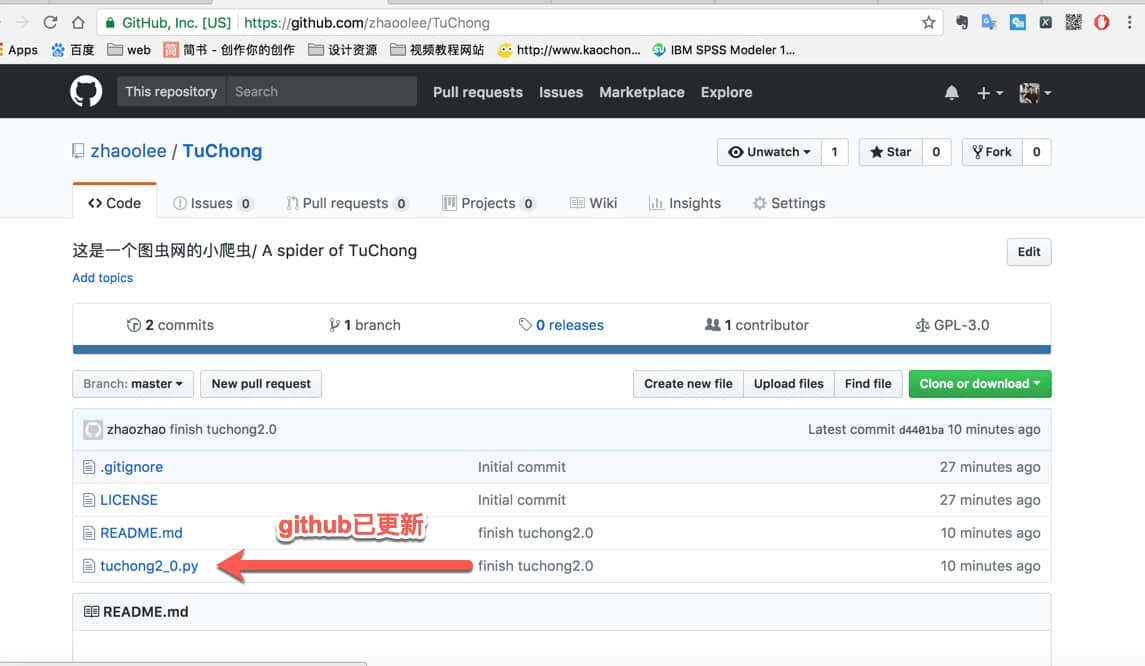 GitHub, Inc. [US] https://github.com/zhaoolee/TuChong
Apps 百度 web 简 简书 - 创作你的创作 设计资源 视频教程网站 http://www.kaochon... IBM SPSS Modeler 1...
This repository Search Pull requests Issues Marketplace Explore
zhaoolee / TuChong Unwatch 1 Star 0 Fork 0
Code Issues 0 Pull requests 0 Projects 0 Wiki Insights Settings
这是一个图虫网的小爬虫/ A spider of TuChong Edit
Add topics
2 commits 1 branch 0 releases 1 contributor GPL-3.0
Branch: master New pull request Create new file Upload files Find file Clone or download
zhaozhao finish tuchong2.0 Latest commit d4401ba 10 minutes ago
.gitignore Initial commit 27 minutes ago
LICENSE Initial commit 27 minutes ago
github已更新
README.md finish tuchong2.0 10 minutes ago
tuchong2_0.py finish tuchong2.0 10 minutes ago
README.md